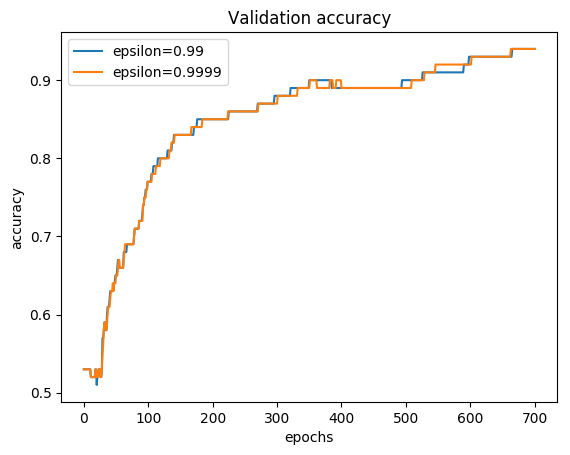 Validation accuracy
epsilon=0.99
epsilon=0.9999
accuracy
0.9
0.8
0.7
0.6
0.5
0 100 200 300 400 500 600 700
epochs